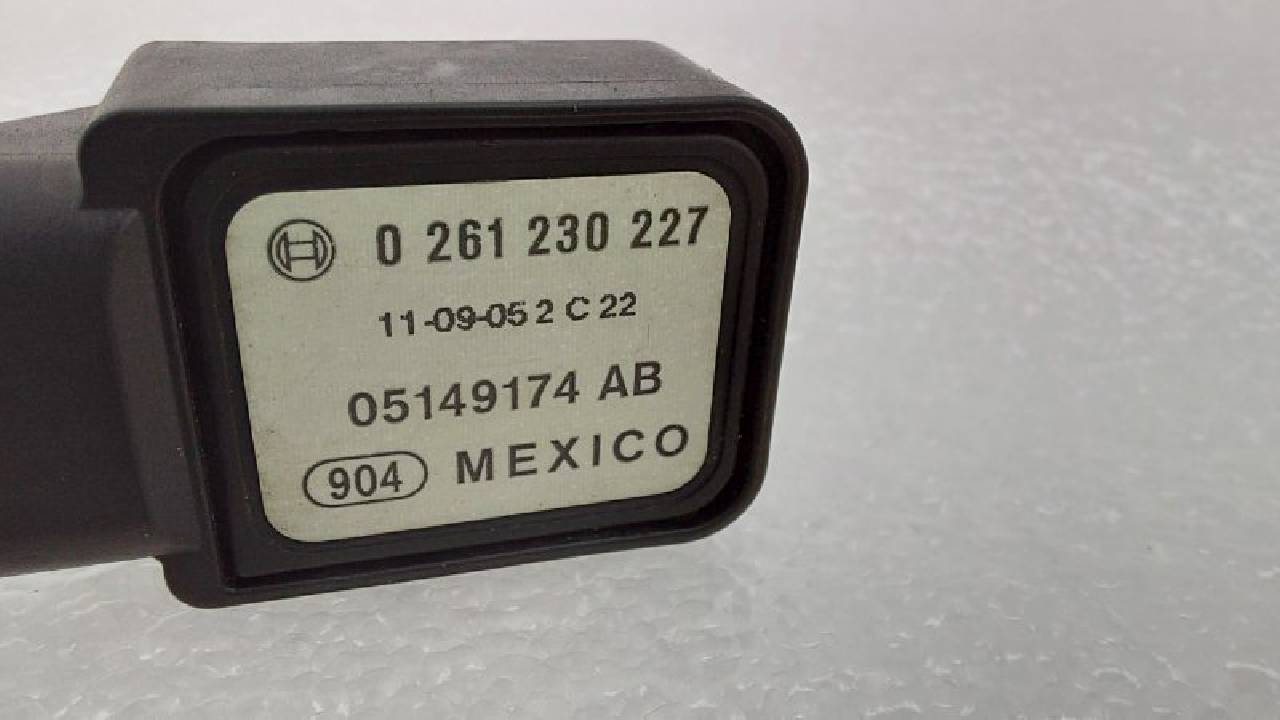 0 261 230 227
11-09-05 2 C 22
05149174 AB
904 MEXICO